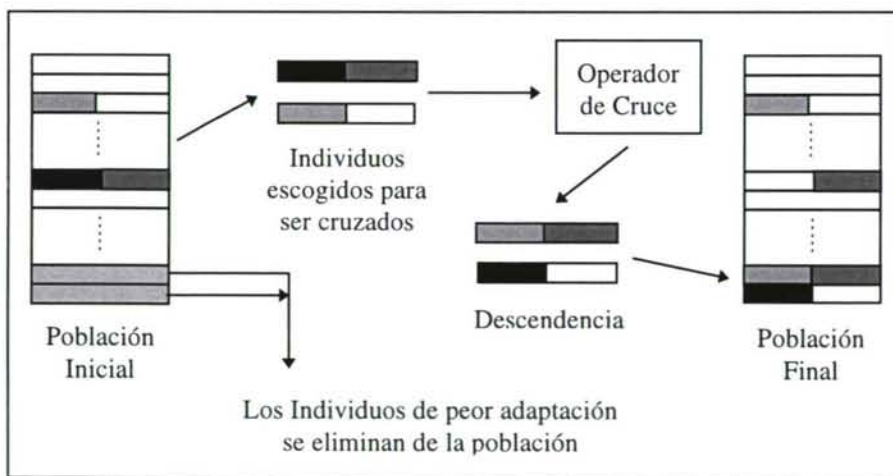 Operador
de Cruce
Individuos
escogidos para
ser cruzados
Descendencia
Población
Inicial
Población
Final
Los Individuos de peor adaptación
se eliminan de la población